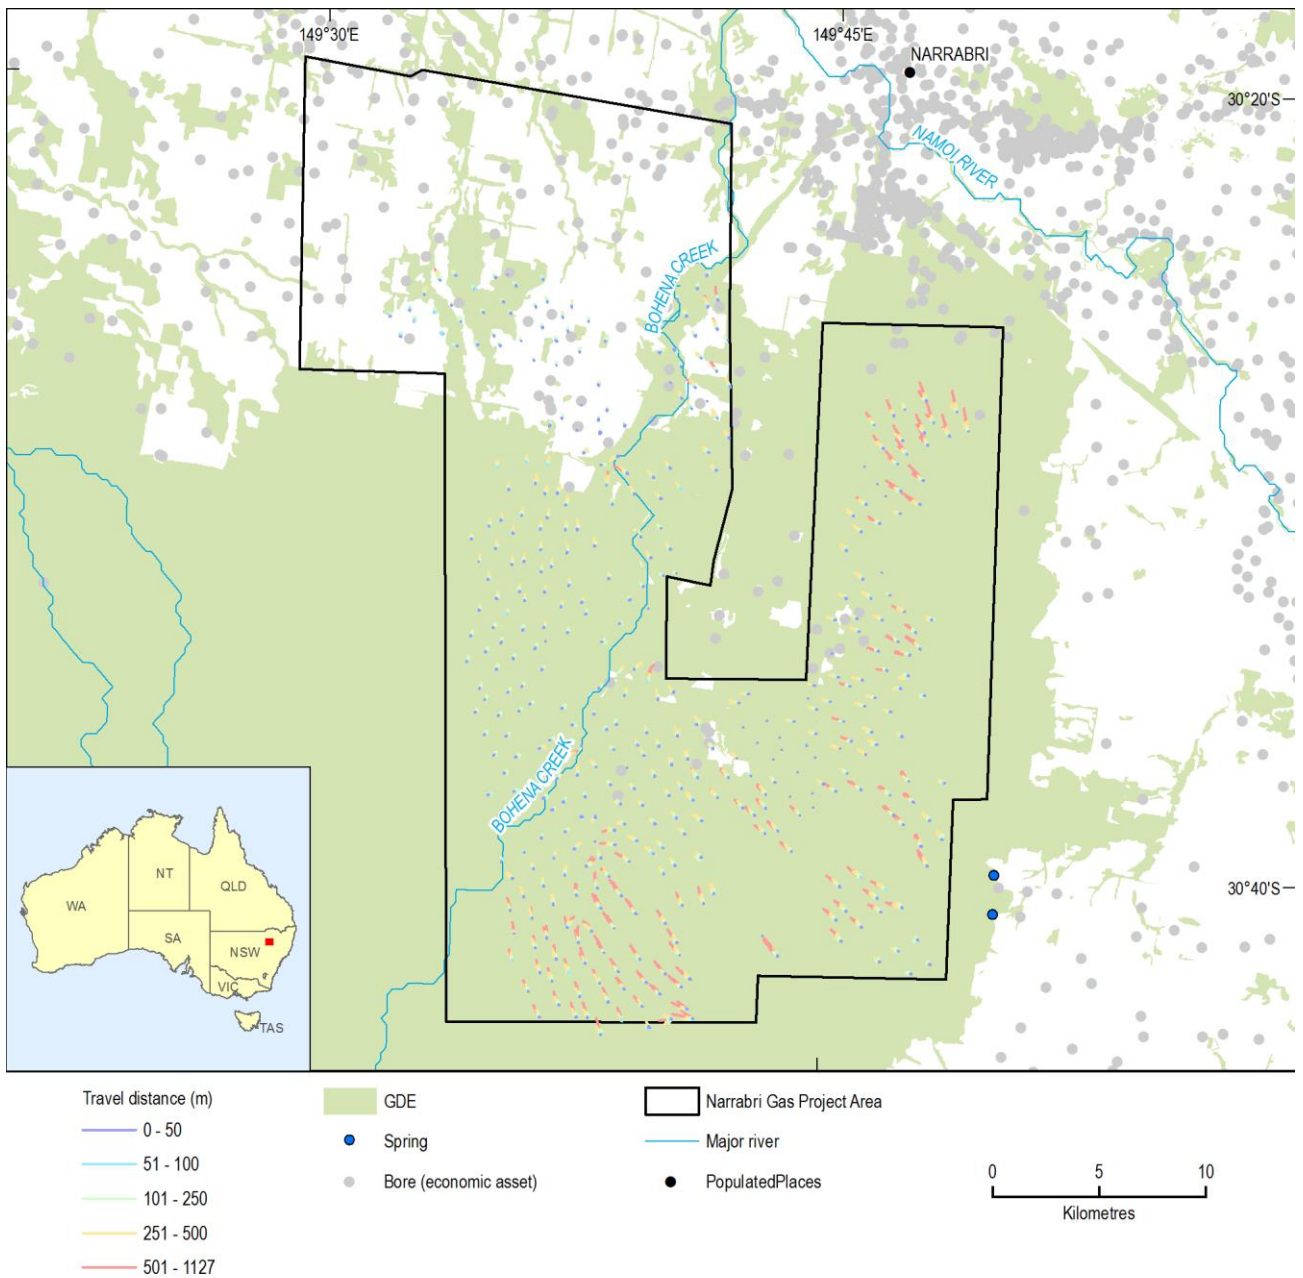 149°30'E
149°45'E
NARRABRI
30°20'S
NAMOI RIVER
BOHENA CREEK
BOHENA CREEK
30°40'S
NT
QLD
WA
SA
NSW
VIC
TAS
Travel distance (m)
0 - 50
51 - 100
101 - 250
251 - 500
501 - 1127
GDE
Spring
Bore (economic asset)
Narrabri Gas Project Area
Major river
PopulatedPlaces
0 5 10
Kilometres